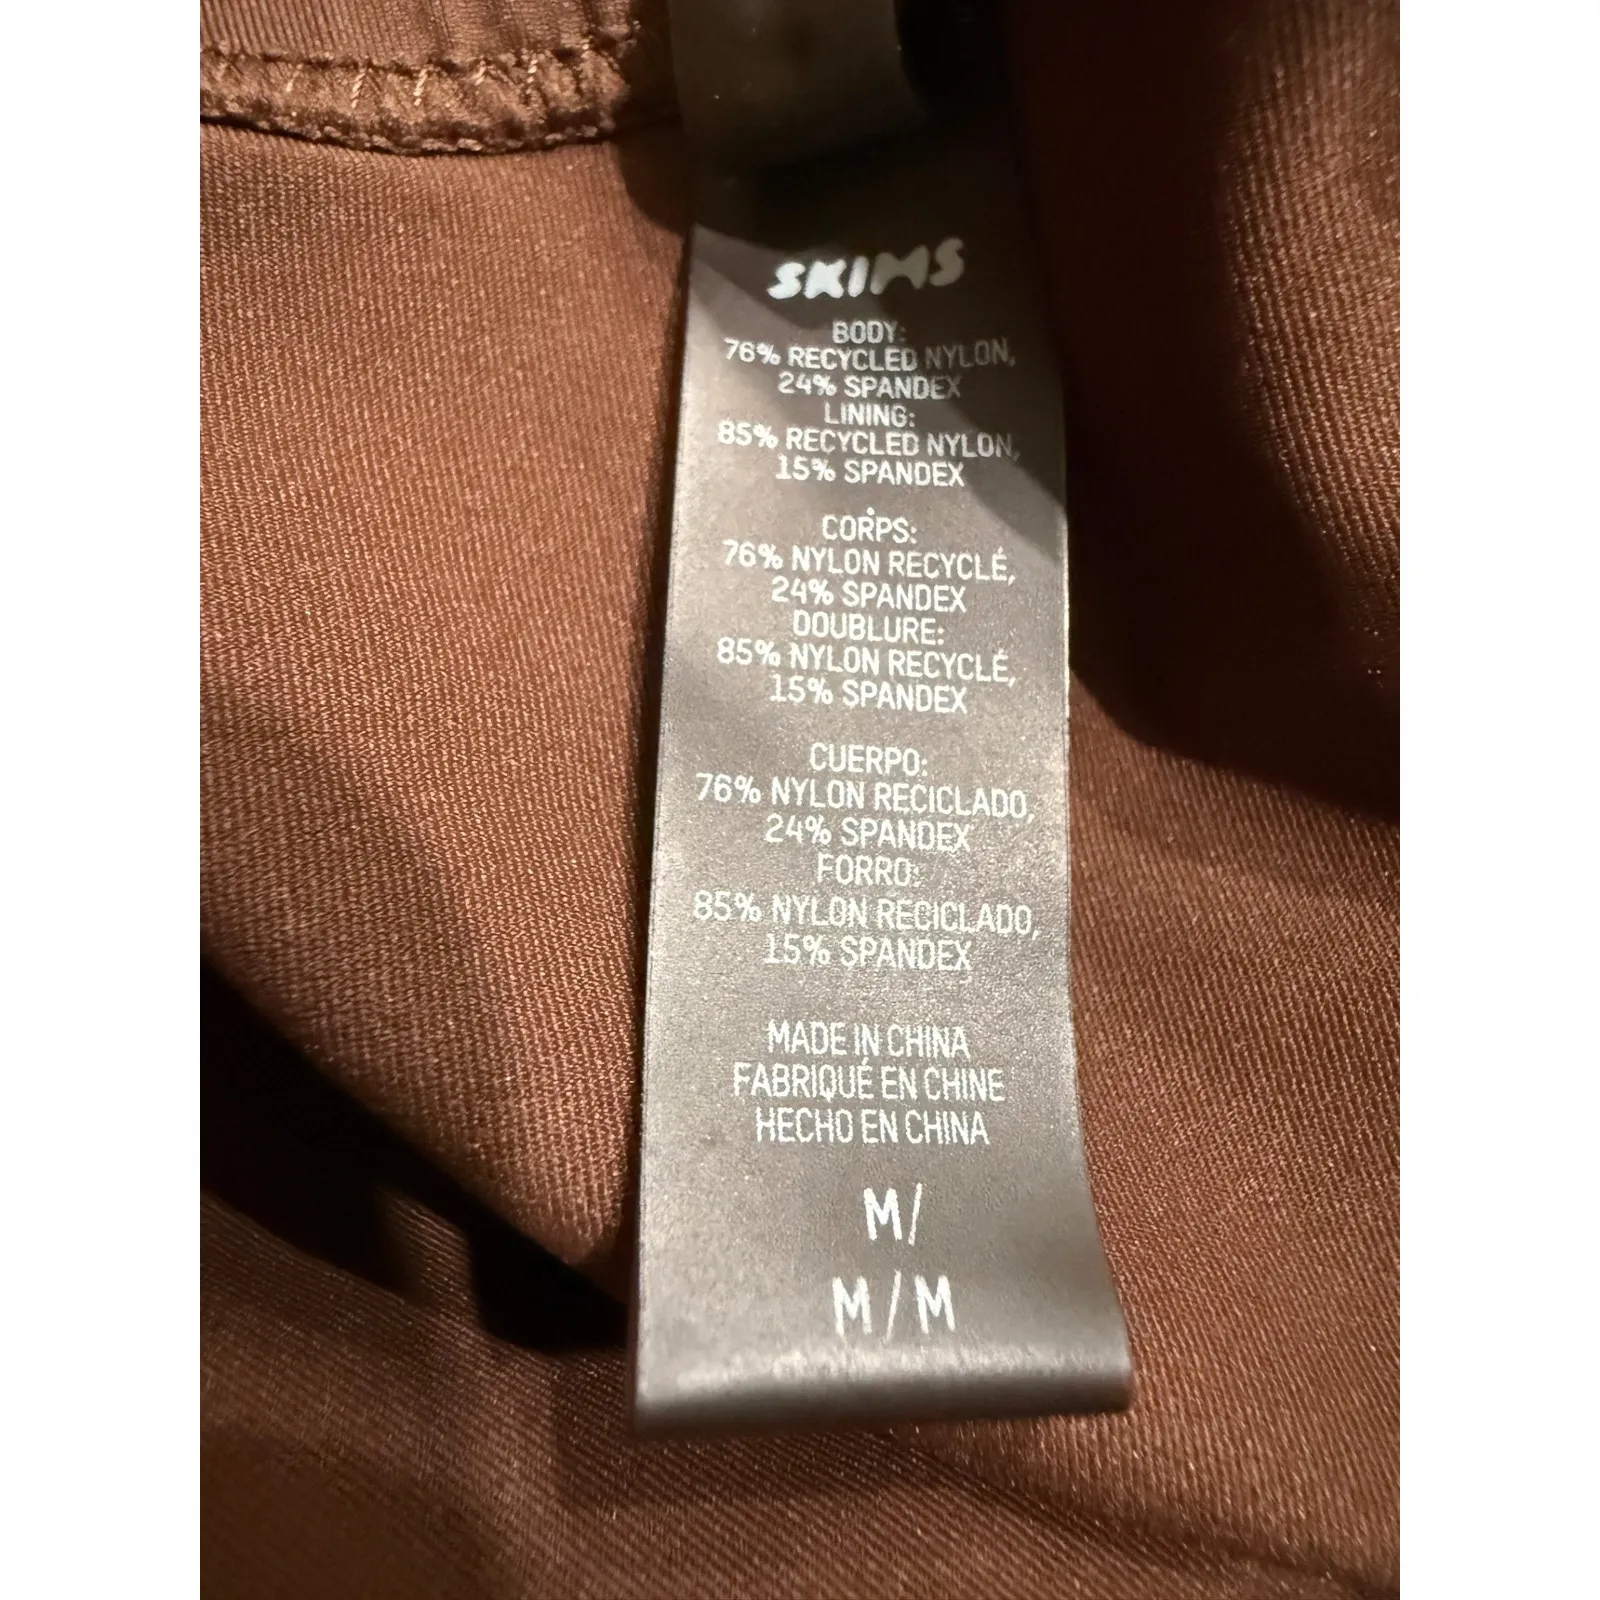 SKIMS
BODY:
76% RECYCLED NYLON,
24% SPANDEX
LINING:
85% RECYCLED NYLON,
15% SPANDEX
CORPS:
76% NYLON RECYCLÉ,
24% SPANDEX
DOUBLURE:
85% NYLON RECYCLÉ,
15% SPANDEX
CUERPO:
76% NYLON RECICLADO,
24% SPANDEX
FORRO:
85% NYLON RECICLADO,
15% SPANDEX
MADE IN CHINA
FABRIQUÉ EN CHINE
HECHO EN CHINA
M/
M/M